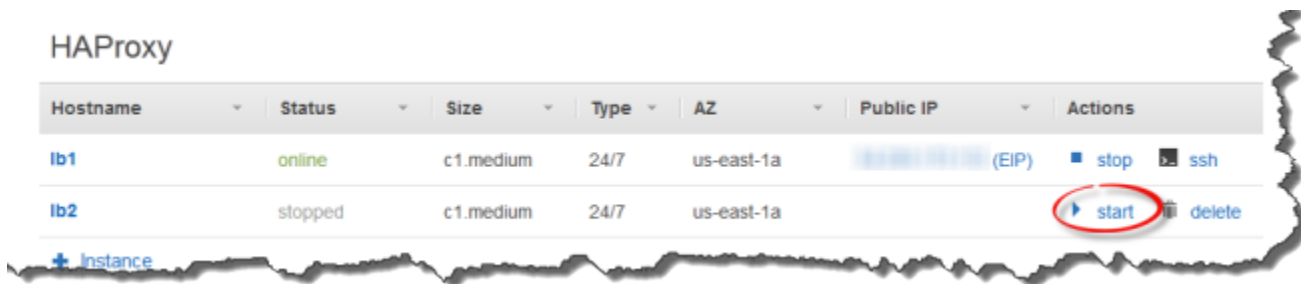 HAProxy
Hostname Status Size Type AZ Public IP Actions
lb1 online c1.medium 24/7 us-east-1a (EIP) stop ssh
lb2 stopped c1.medium 24/7 us-east-1a start delete
Instance